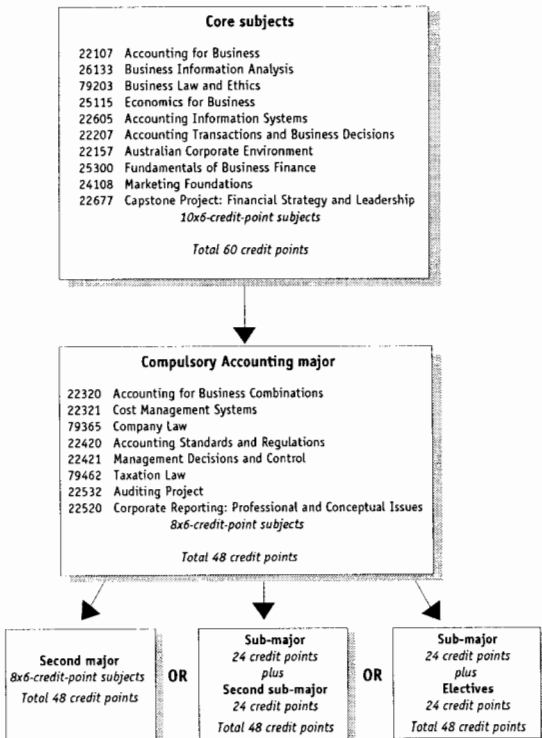 Core subjects
22107 Accounting for Business
26133 Business Information Analysis
79203 Business Law and Ethics
25115 Economics for Business
22605 Accounting Information Systems
22207 Accounting Transactions and Business Decisions
22157 Australian Corporate Environment
25300 Fundamentals of Business Finance
24108 Marketing Foundations
22677 Capstone Project: Financial Strategy and Leadership
10x6-credit-point subjects
Total 60 credit points
Compulsory Accounting major
22320 Accounting for Business Combinations
22321 Cost Management Systems
79365 Company Law
22420 Accounting Standards and Regulations
22421 Management Decisions and Control
79462 Taxation Law
22532 Auditing Project
22520 Corporate Reporting: Professional and Conceptual Issues
8x6-credit-point subjects
Total 48 credit points
Second major
8x6-credit-point subjects
Total 48 credit points
OR
Sub-major
24 credit points
plus
Second sub-major
24 credit points
Total 48 credit points
OR
Sub-major
24 credit points
plus
Electives
24 credit points
Total 48 credit points